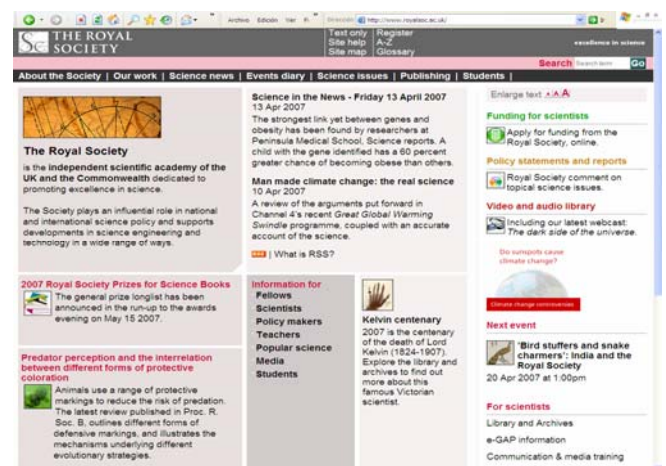 Archivo Edición Ver
Dirección http://www.royalsoc.ac.uk/
THE ROYAL
SOCIETY
Text only | Register
Site help | A-Z
Site map | Glossary
excellence in science
Search Search term Go
About the Society | Our work | Science news | Events diary | Science issues | Publishing | Students |
The Royal Society
is the independent scientific academy of the
UK and the Commonwealth dedicated to
promoting excellence in science.
The Society plays an influential role in national
and international science policy and supports
developments in science engineering and
technology in a wide range of ways.
Science in the News - Friday 13 April 2007
13 Apr 2007
The strongest link yet between genes and
obesity has been found by researchers at
Peninsula Medical School, Science reports. A
child with the gene identified has a 60 percent
greater chance of becoming obese than others.
Man made climate change: the real science
10 Apr 2007
A review of the arguments put forward in
Channel 4's recent Great Global Warming
Swindle programme, coupled with an accurate
account of the science.
RSS | What is RSS?
Enlarge text A A A
Funding for scientists
Apply for funding from the
Royal Society, online.
Policy statements and reports
Royal Society comment on
topical science issues.
Video and audio library
Including our latest webcast:
The dark side of the universe.
Do sunspots cause
climate change?
Climate change controversies
Next event
'Bird stuffers and snake
charmers': India and the
Royal Society
20 Apr 2007 at 1:00pm
For scientists
Library and Archives
e-GAP information
Communication & media training
2007 Royal Society Prizes for Science Books
The general prize longlist has been
announced in the run-up to the awards
evening on May 15 2007.
Predator perception and the interrelation
between different forms of protective
coloration
Animals use a range of protective
markings to reduce the risk of predation.
The latest review published in Proc. R.
Soc. B, outlines different forms of
defensive markings, and illustrates the
mechanisms underlying different
evolutionary strategies.
Information for
Fellows
Scientists
Policy makers
Teachers
Popular science
Media
Students
Kelvin centenary
2007 is the centenary
of the death of Lord
Kelvin (1824-1907).
Explore the library and
archives to find out
more about this
famous Victorian
scientist.